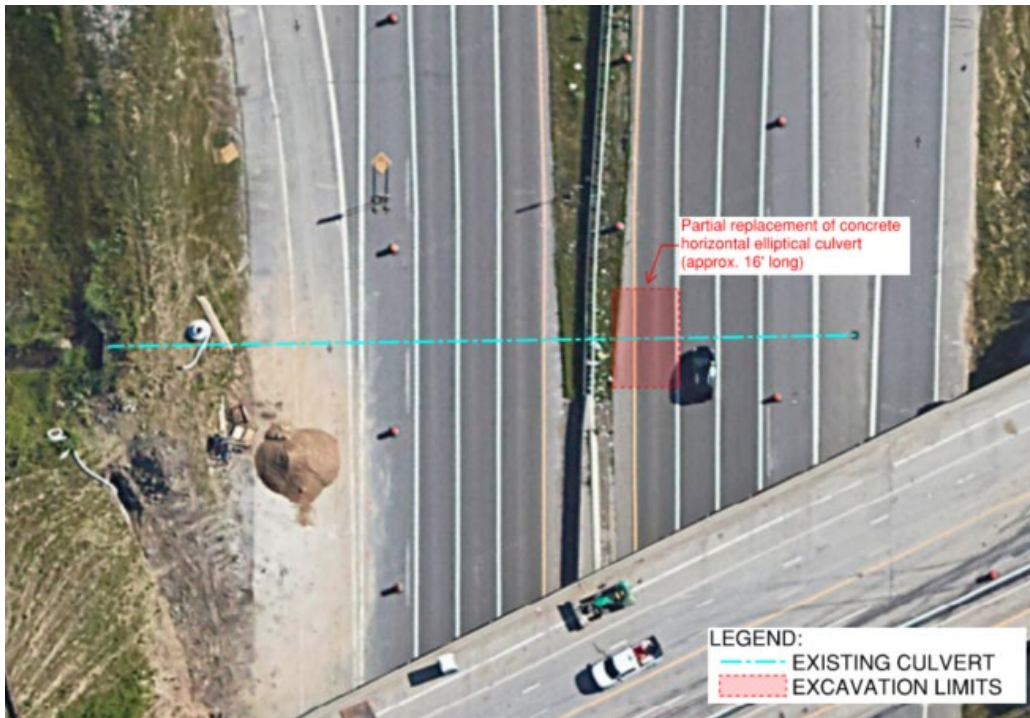 Partial replacement of concrete
horizontal elliptical culvert
(approx. 16' long)
LEGEND:
EXISTING CULVERT
EXCAVATION LIMITS